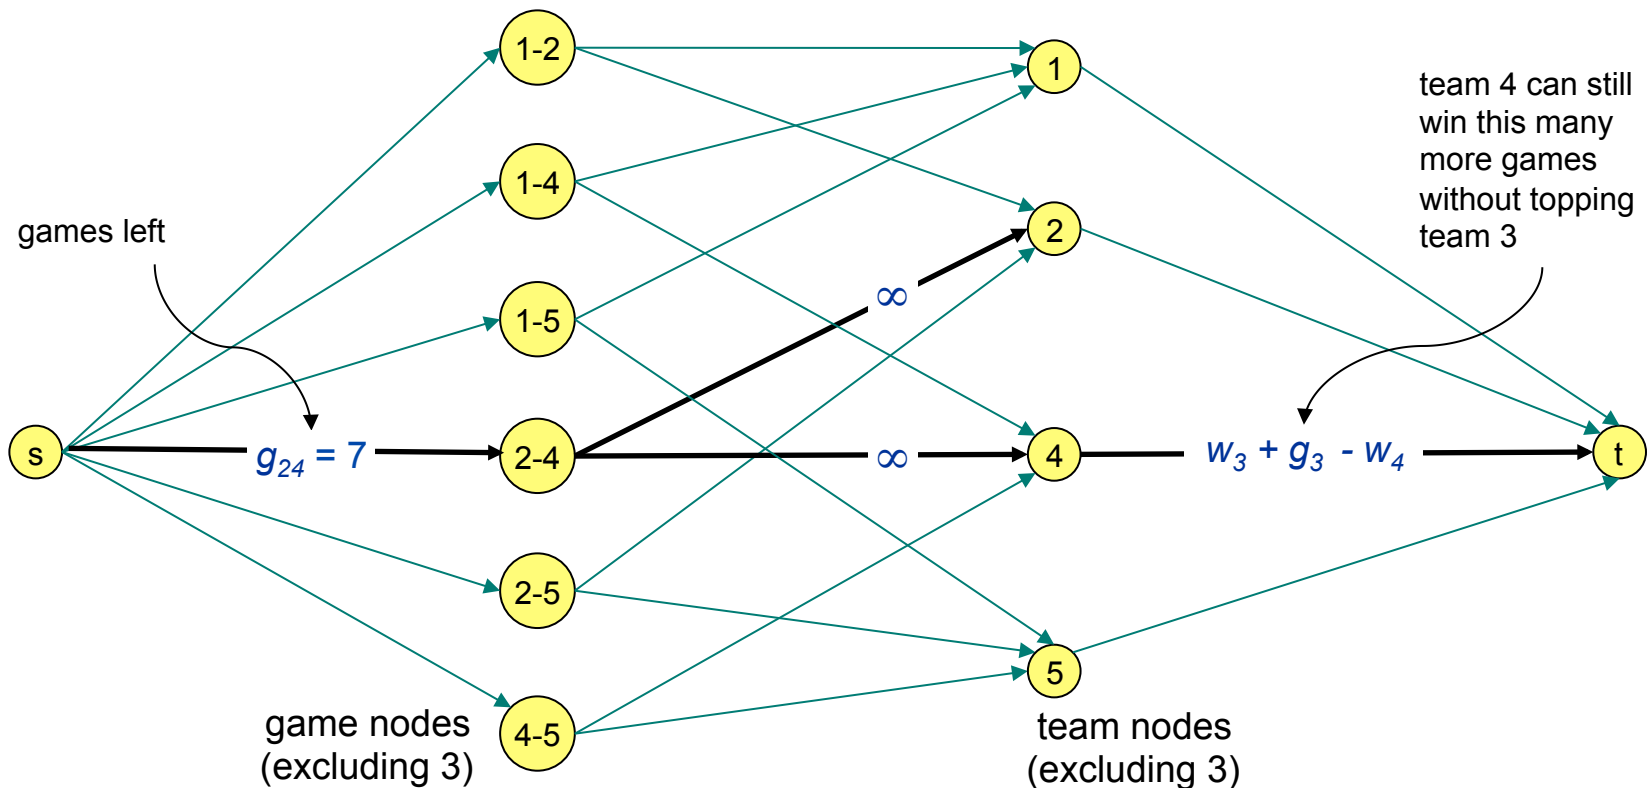 1-2
1
team 4 can still
win this many
more games
without topping
team 3
1-4
games left
2
∞
1-5
s
g₂₄ = 7
2-4
∞
4
w₃ + g₃ - w₄
t
2-5
5
4-5
game nodes
(excluding 3)
team nodes
(excluding 3)